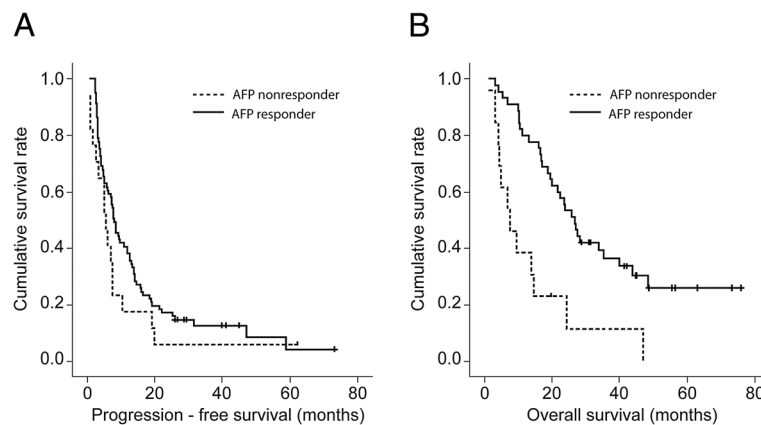 A
B
Cumulative survival rate
1.0
0.8
0.6
0.4
0.2
0.0
AFP nonresponder
AFP responder
0 20 40 60 80
Progression - free survival (months)
Cumulative survival rate
1.0
0.8
0.6
0.4
0.2
0.0
AFP nonresponder
AFP responder
0 20 40 60 80
Overall survival (months)